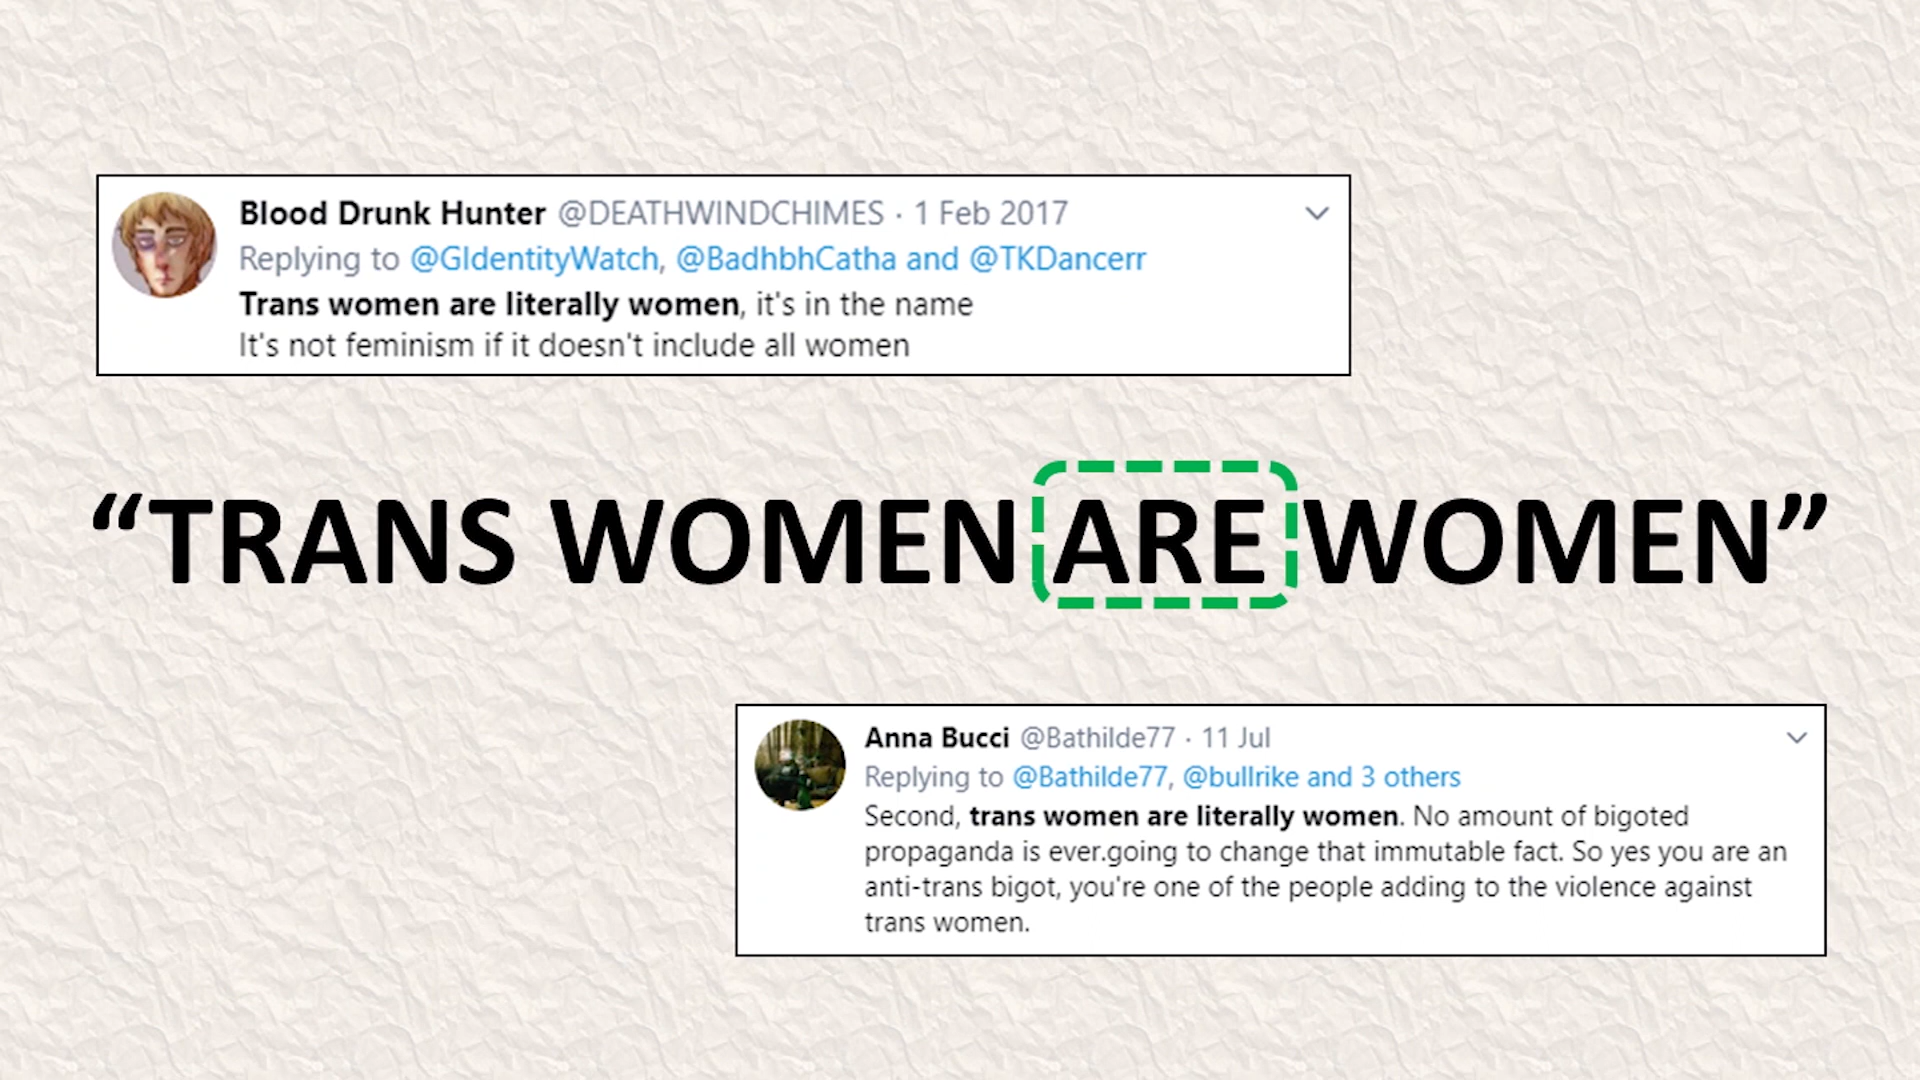 Blood Drunk Hunter @DEATHWINDCHIMES · 1 Feb 2017
Replying to @GIdentityWatch, @BadhbhCatha and @TKDancerr
Trans women are literally women, it's in the name
It's not feminism if it doesn't include all women
“TRANS WOMEN ARE WOMEN”
Anna Bucci @Bathilde77 · 11 Jul
Replying to @Bathilde77, @bullrike and 3 others
Second, trans women are literally women. No amount of bigoted
propaganda is ever.going to change that immutable fact. So yes you are an
anti-trans bigot, you're one of the people adding to the violence against
trans women.